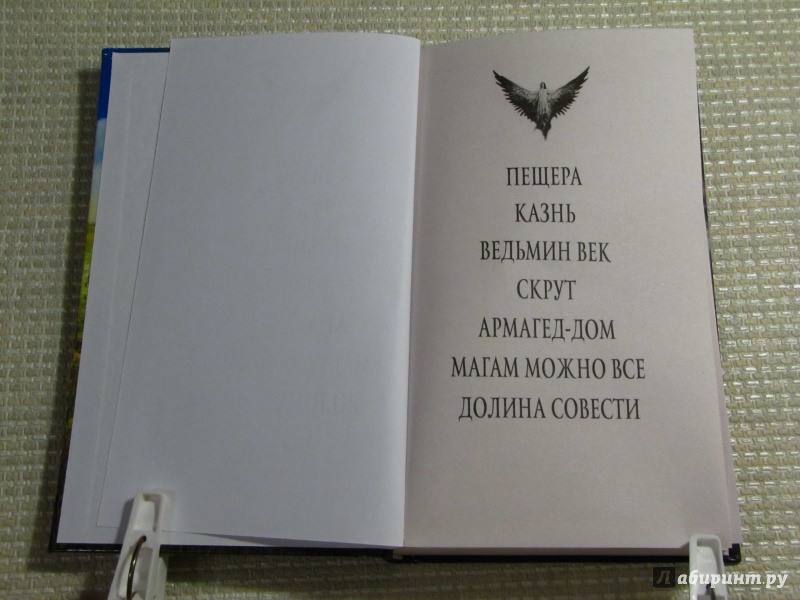 ПЕЩЕРА
КАЗНЬ
ВЕДЬМИН ВЕК
СКРУТ
АРМАГЕД-ДОМ
МАГАМ МОЖНО ВСЕ
ДОЛИНА СОВЕСТИ
Лабиринт.ру